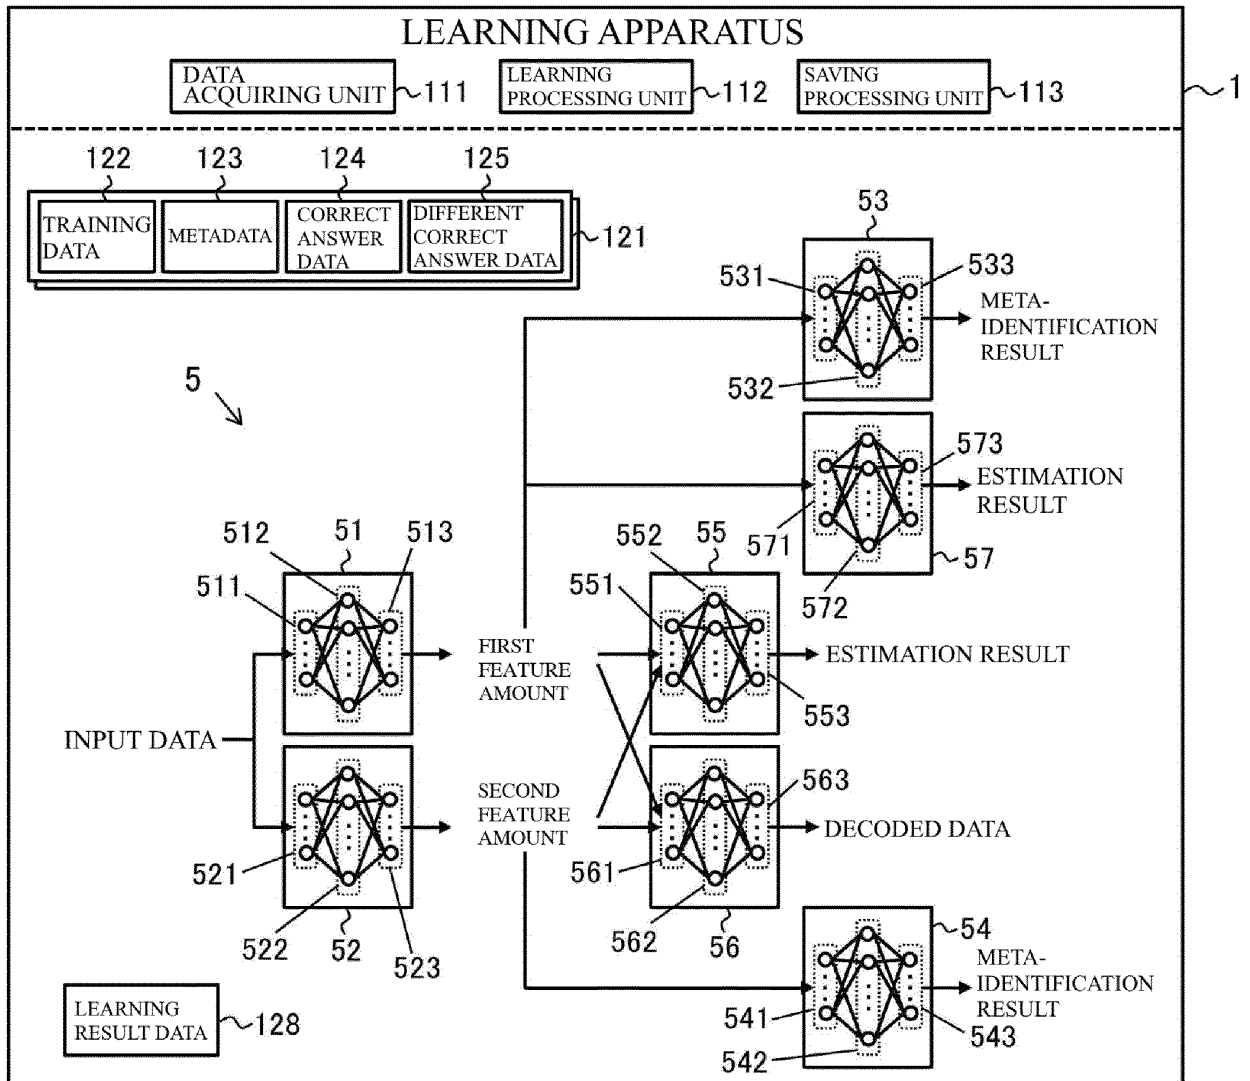 LEARNING APPARATUS
DATA
ACQUIRING UNIT
111
LEARNING
PROCESSING UNIT
112
SAVING
PROCESSING UNIT
113
1
122
123
124
125
TRAINING
DATA
METADATA
CORRECT
ANSWER
DATA
DIFFERENT
CORRECT
ANSWER DATA
121
53
531
533
META-
IDENTIFICATION
RESULT
532
5
573
ESTIMATION
RESULT
571
572
57
512
51
513
511
552
55
551
FIRST
FEATURE
AMOUNT
ESTIMATION RESULT
553
INPUT DATA
SECOND
FEATURE
AMOUNT
563
DECODED DATA
521
522
52
523
561
562
56
54
META-
IDENTIFICATION
RESULT
541
542
543
LEARNING
RESULT DATA
128